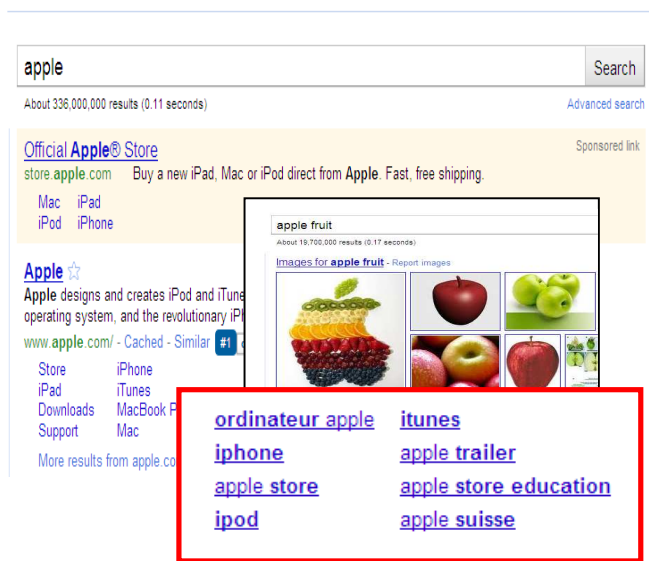 apple
Search
About 336,000,000 results (0.11 seconds)
Advanced search
Official Apple® Store
Sponsored link
store.apple.com Buy a new iPad, Mac or iPod direct from Apple. Fast, free shipping.
Mac iPad
iPod iPhone
Apple
Apple designs and creates iPod and iTune
operating system, and the revolutionary
www.apple.com/ - Cached - Similar #1
Store iPhone
iPad iTunes
Downloads MacBook P
Support Mac
More results from apple.co
apple fruit
About 19,700,000 results (0.17 seconds)
Images for apple fruit - Report images
ordinateur apple itunes
iphone apple trailer
apple store apple store education
ipod apple suisse